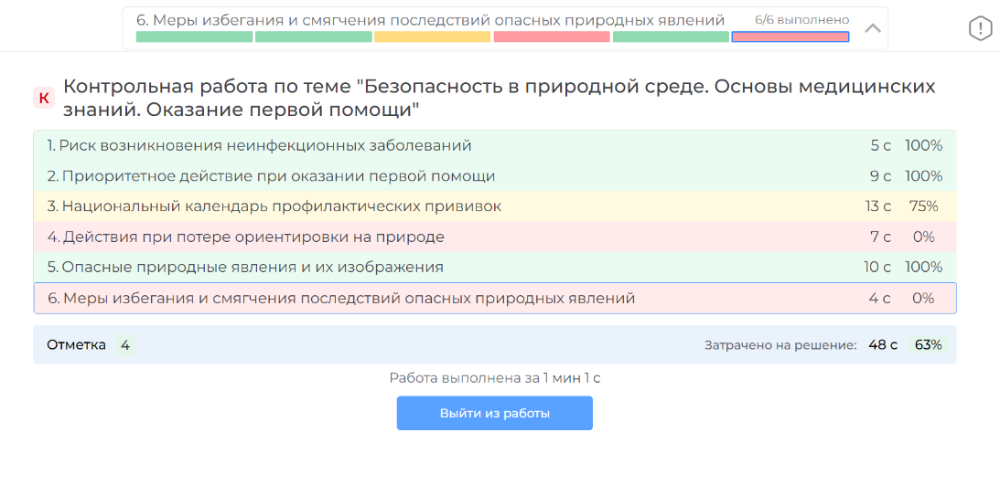 6. Меры избегания и смягчения последствий опасных природных явлений 6/6 выполнено
К Контрольная работа по теме "Безопасность в природной среде. Основы медицинских
знаний. Оказание первой помощи"
1. Риск возникновения неинфекционных заболеваний 5 с 100%
2. Приоритетное действие при оказании первой помощи 9 с 100%
3. Национальный календарь профилактических прививок 13 с 75%
4. Действия при потере ориентировки на природе 7 с 0%
5. Опасные природные явления и их изображения 10 с 100%
6. Меры избегания и смягчения последствий опасных природных явлений 4 с 0%
Отметка 4 Затрачено на решение: 48 с 63%
Работа выполнена за 1 мин 1 с
Выйти из работы